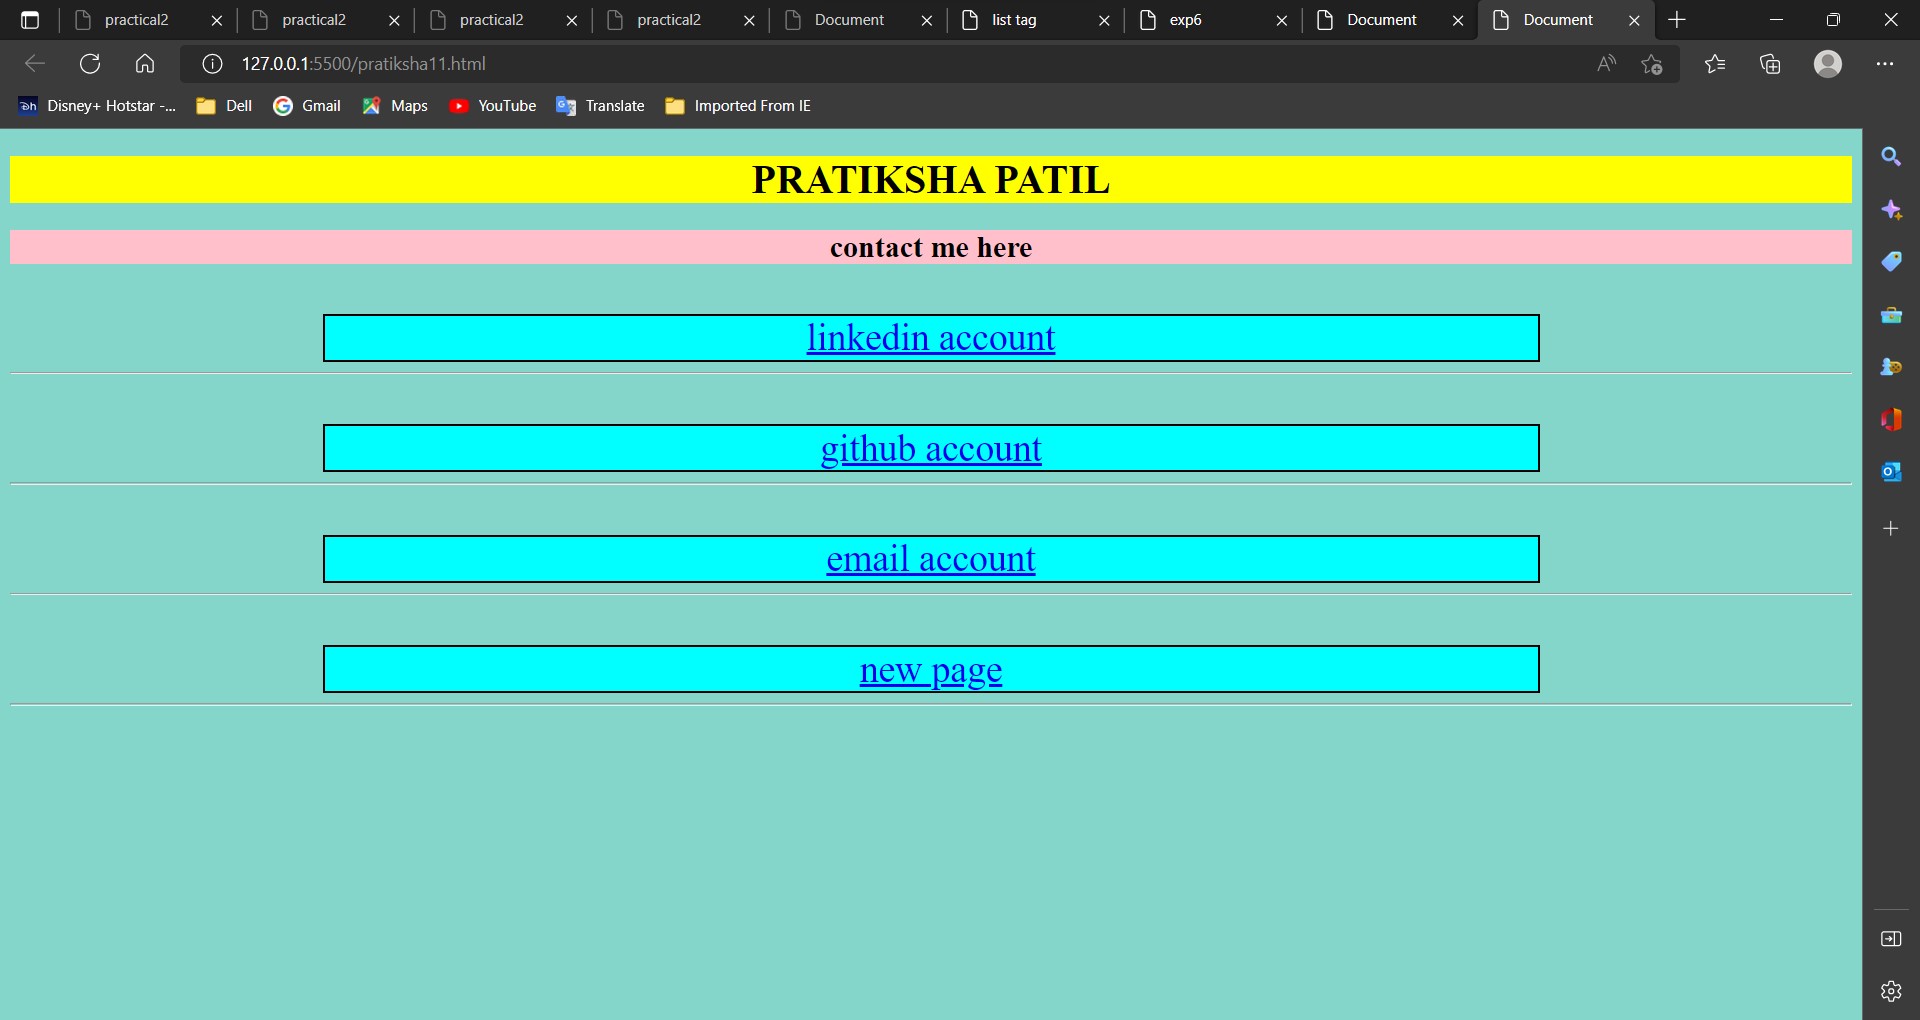 practical2 practical2 practical2 practical2 Document list tag exp6 Document Document
127.0.0.1:5500/pratiksha11.html
Disney+ Hotstar -... Dell Gmail Maps YouTube Translate Imported From IE
PRATIKSHA PATIL
contact me here
linkedin account
github account
email account
new page